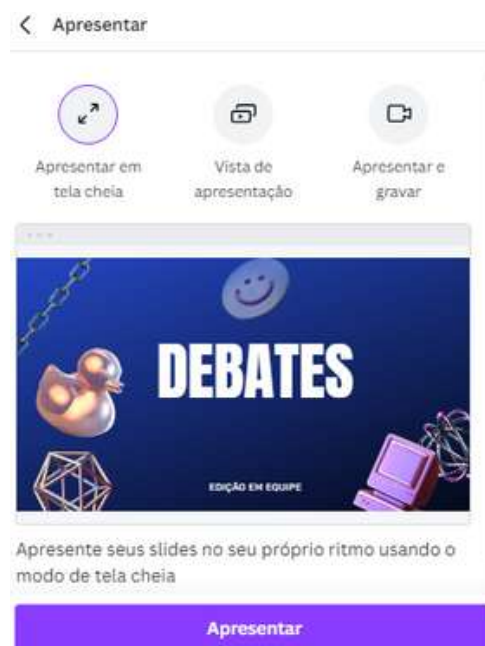 Apresentar
Apresentar em
tela cheia
Vista de
apresentação
Apresentar e
gravar
DEBATES
EDIÇÃO EM EQUIPE
Apresente seus slides no seu próprio ritmo usando o
modo de tela cheia
Apresentar